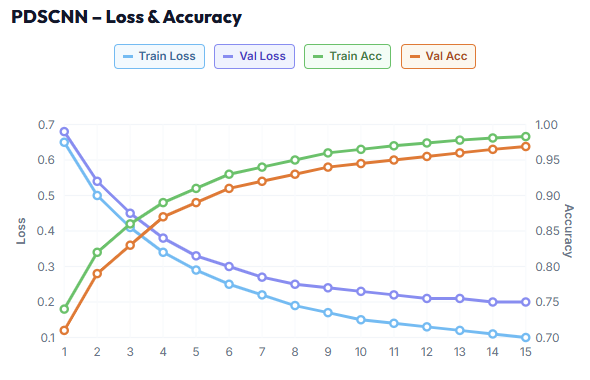 PDSCNN – Loss & Accuracy
Train Loss Val Loss Train Acc Val Acc
0.7 1.00
0.6 0.95
0.5 0.90
0.4 0.85
0.3 0.80
0.2 0.75
0.1 0.70
Loss
Accuracy
1 2 3 4 5 6 7 8 9 10 11 12 13 14 15